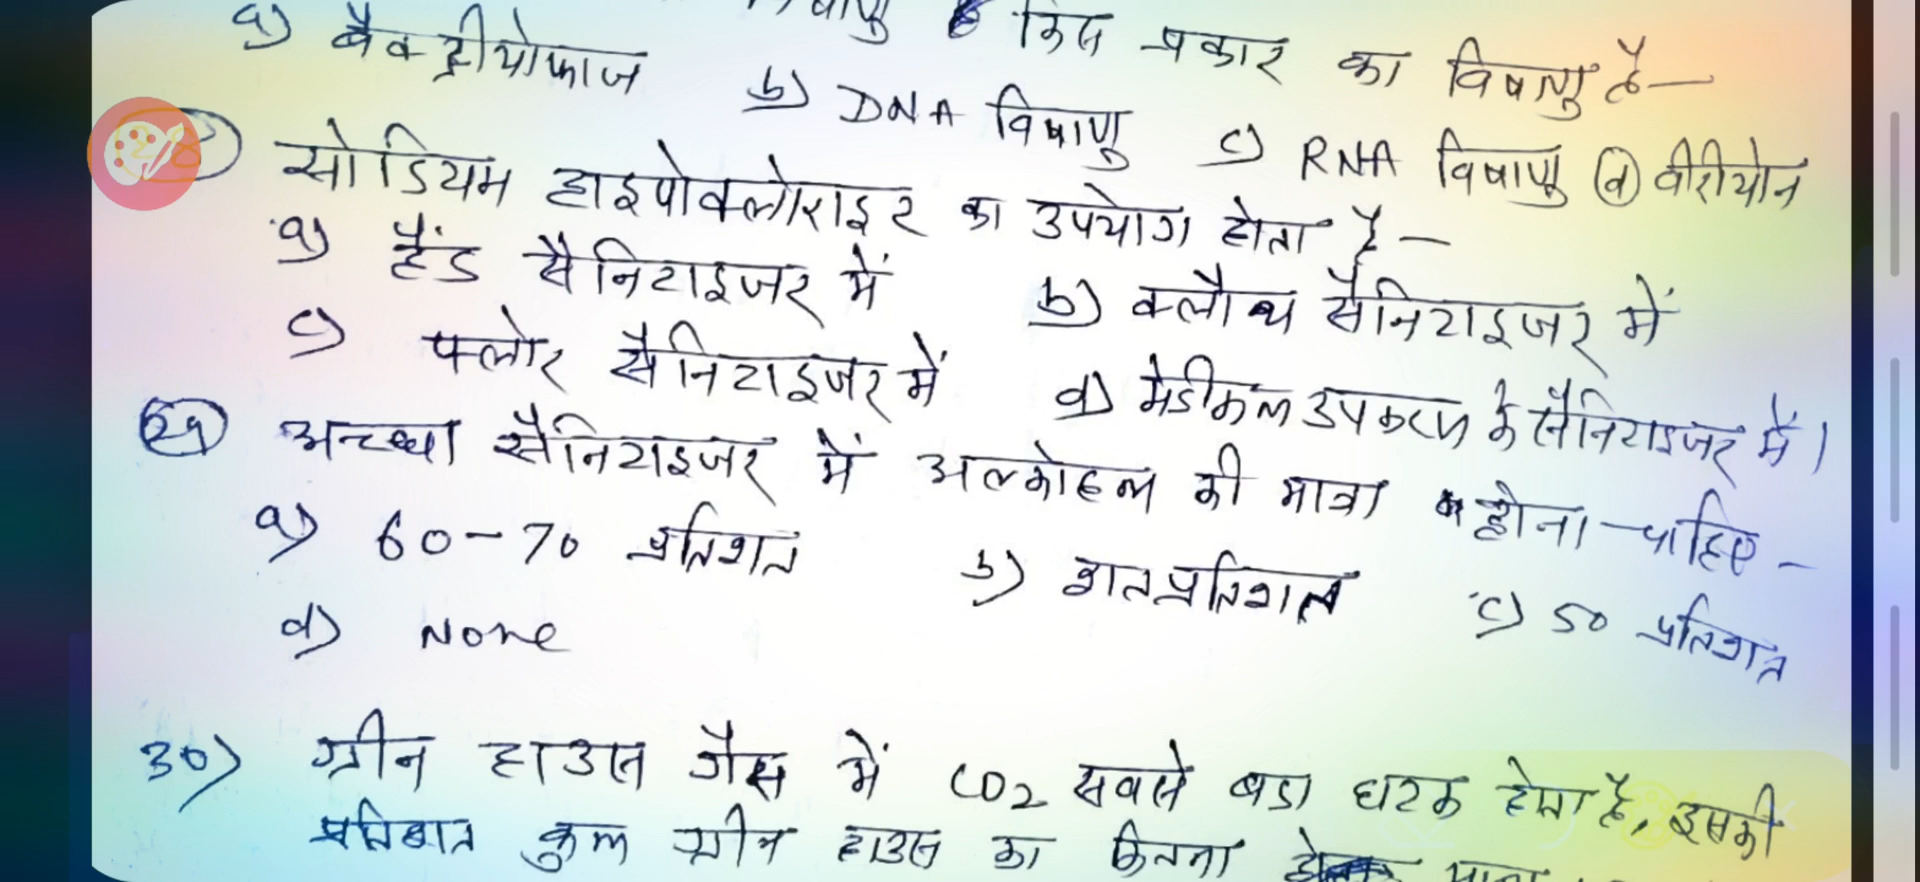 विषाणु किस प्रकार का विषाणु है—
a) बैक्ट्रीयोफाज b) DNA विषाणु c) RNA विषाणु (d) वीरीयोन
सोडियम हाइपोक्लोराइट का उपयोग होता है —
a) हैंड सैनिटाइजर में b) क्लौथ सैनिटाइजर में
c) फ्लोर सैनिटाइजर में d) मेडीकल उपकरण के सैनिटाइजर में।
29) अच्छा सैनिटाइजर में अल्कोहल की मात्रा होना चाहिए —
a) 60-70 प्रतिशत b) शतप्रतिशत c) 50 प्रतिशत
d) None
30) ग्रीन हाउस गैस में CO2 सबसे बडा घटक होता है, इसकी
प्रतिशत कुल ग्रीन हाउस का कितना